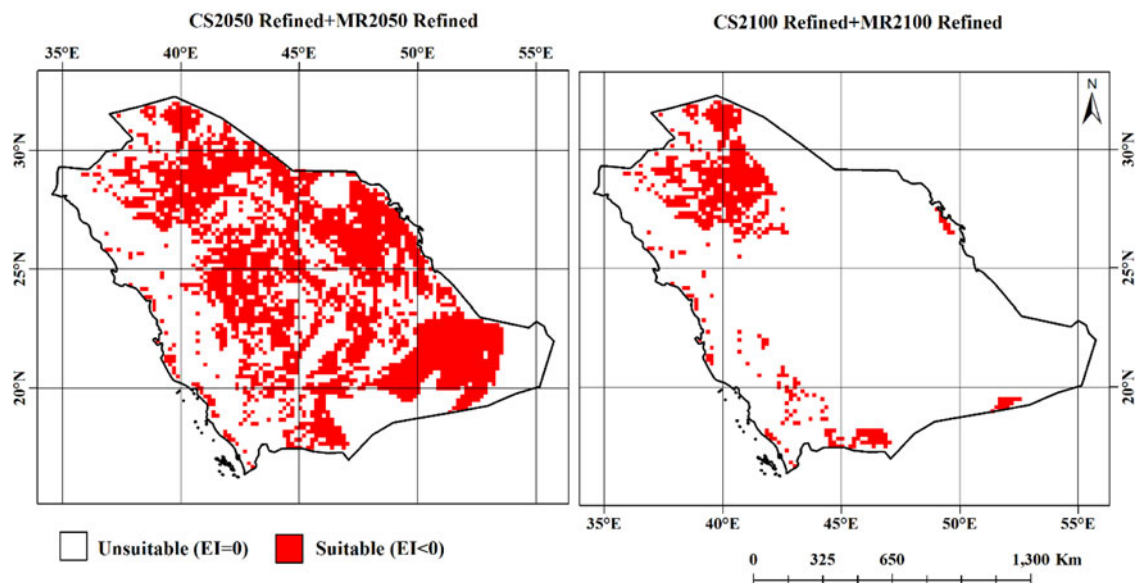 CS2050 Refined+MR2050 Refined
CS2100 Refined+MR2100 Refined
35°E 40°E 45°E 50°E 55°E
N
30°N
30°N
25°N
25°N
20°N
20°N
35°E 40°E 45°E 50°E 55°E
Unsuitable (EI=0) Suitable (EI<0)
0 325 650 1,300 Km